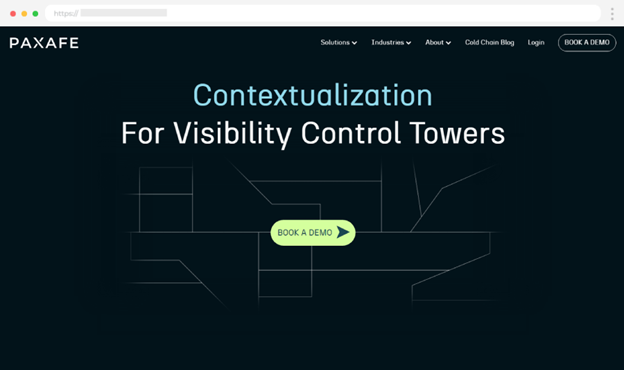 https://
PAXAFE
Solutions Industries About Cold Chain Blog Login BOOK A DEMO
Contextualization
For Visibility Control Towers
BOOK A DEMO